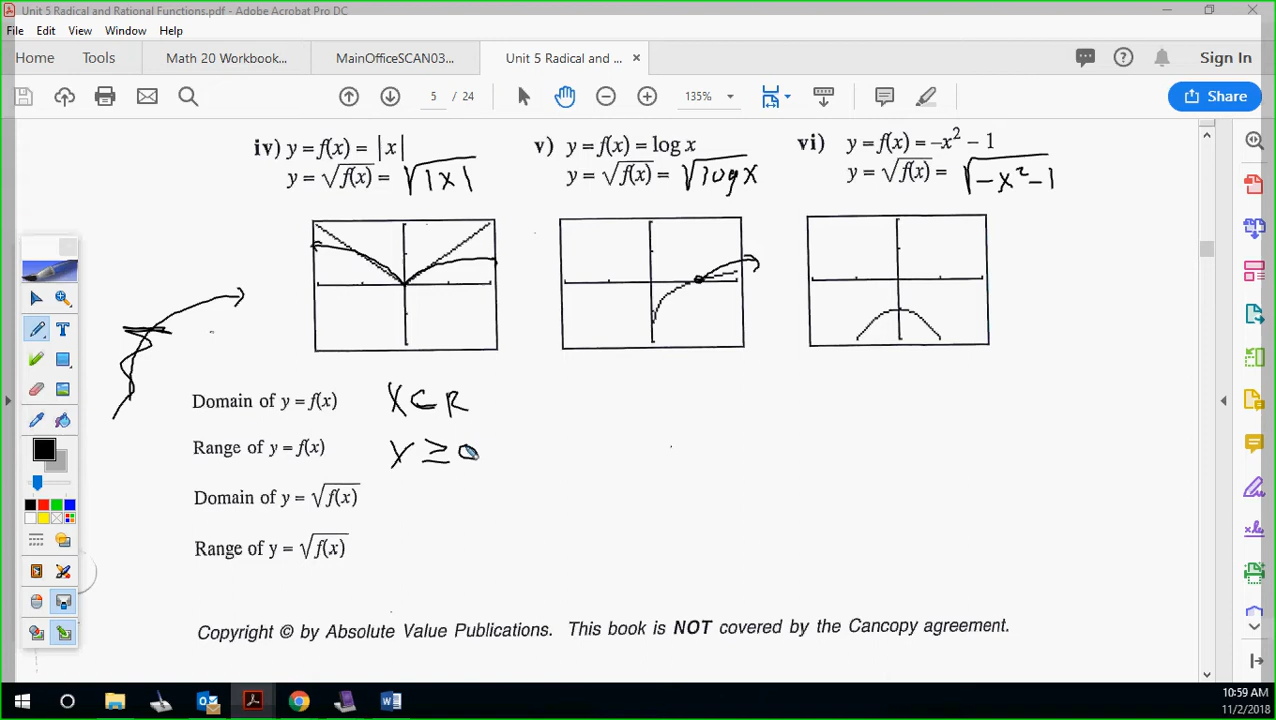 Unit 5 Radical and Rational Functions.pdf - Adobe Acrobat Pro DC
File Edit View Window Help
Home Tools Math 20 Workbook... MainOfficeSCAN03... Unit 5 Radical and ... × Sign In
5 / 24 135% Share
iv) y = f(x) = |x| v) y = f(x) = log x vi) y = f(x) = –x² – 1
y = √f(x) = √|x| y = √f(x) = √log x y = √f(x) = √-x²-1
Domain of y = f(x) X∈R
Range of y = f(x) Y ≥ 0
Domain of y = √f(x)
Range of y = √f(x)
Copyright © by Absolute Value Publications. This book is NOT covered by the Cancopy agreement.
10:59 AM
11/2/2018